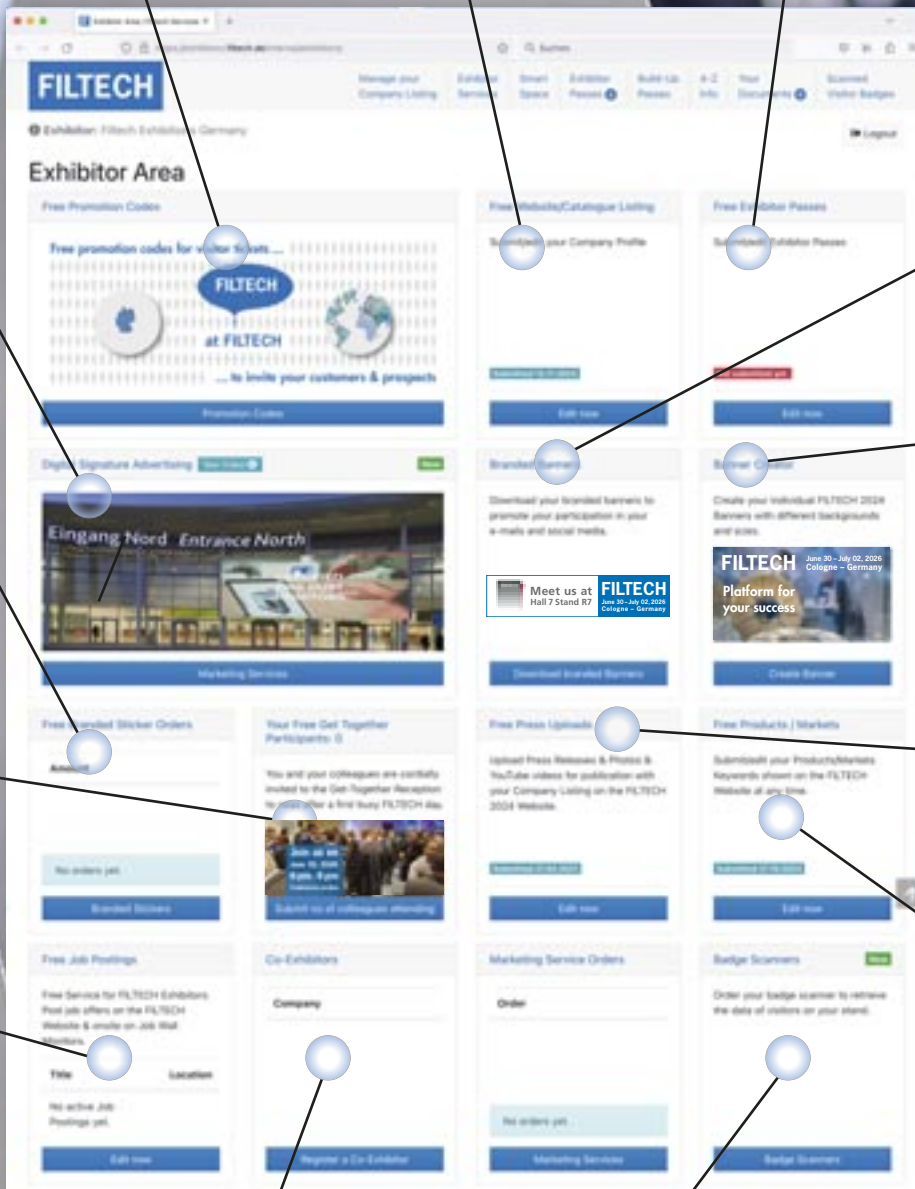 FILTECH
Manage your
Company Listing
Exhibitor
Services
Smart
Space
Exhibitor
Passes
Build-Up
Passes
A-Z
Info
Your
Documents
Scanned
Visitor Badges
Exhibitor: Filtech Exhibitions Germany
Logout
Exhibitor Area
Free Promotion Codes
Free promotion codes for visitor tickets ...
FILTECH
at FILTECH
... to invite your customers & prospects
Promotion Codes
Free Website/Catalogue Listing
Submit/edit your Company Profile
Edit now
Free Exhibitor Passes
Submit/edit Exhibitor Passes
Edit now
Digital Signature Advertising
New
Eingang Nord Entrance North
Marketing Services
Branded Banners
Download your branded banners to
promote your participation in your
e-mails and social media.
Meet us at
Hall 7 Stand R7
FILTECH
June 30 – July 02, 2026
Cologne – Germany
Download branded Banners
Banner Creator
Create your individual FILTECH 2024
Banners with different backgrounds
and sizes.
FILTECH
June 30 – July 02, 2026
Cologne – Germany
Platform for
your success
Create Banner
Free Branded Sticker Orders
Amount
No orders yet.
Branded Stickers
Your Free Get Together
Participants: 0
You and your colleagues are cordially
invited to the Get-Together Reception
after a first busy FILTECH day.
Join us on
Submit no of colleagues attending
Free Press Uploads
Upload Press Releases & Photos &
YouTube videos for publication with
your Company Listing on the FILTECH
2024 Website.
Edit now
Free Products | Markets
Submit/edit your Products/Markets
Keywords shown on the FILTECH
Website at any time.
Edit now
Free Job Postings
Free Service for FILTECH Exhibitors.
Post job offers on the FILTECH
Website & onsite on Job Wall
Monitors.
Title Location
No active Job
Postings yet.
Edit now
Co-Exhibitors
Company
Register a Co-Exhibitor
Marketing Service Orders
Order
No orders yet.
Marketing Services
Badge Scanners
New
Order your badge scanner to retrieve
the data of visitors on your stand.
Badge Scanners